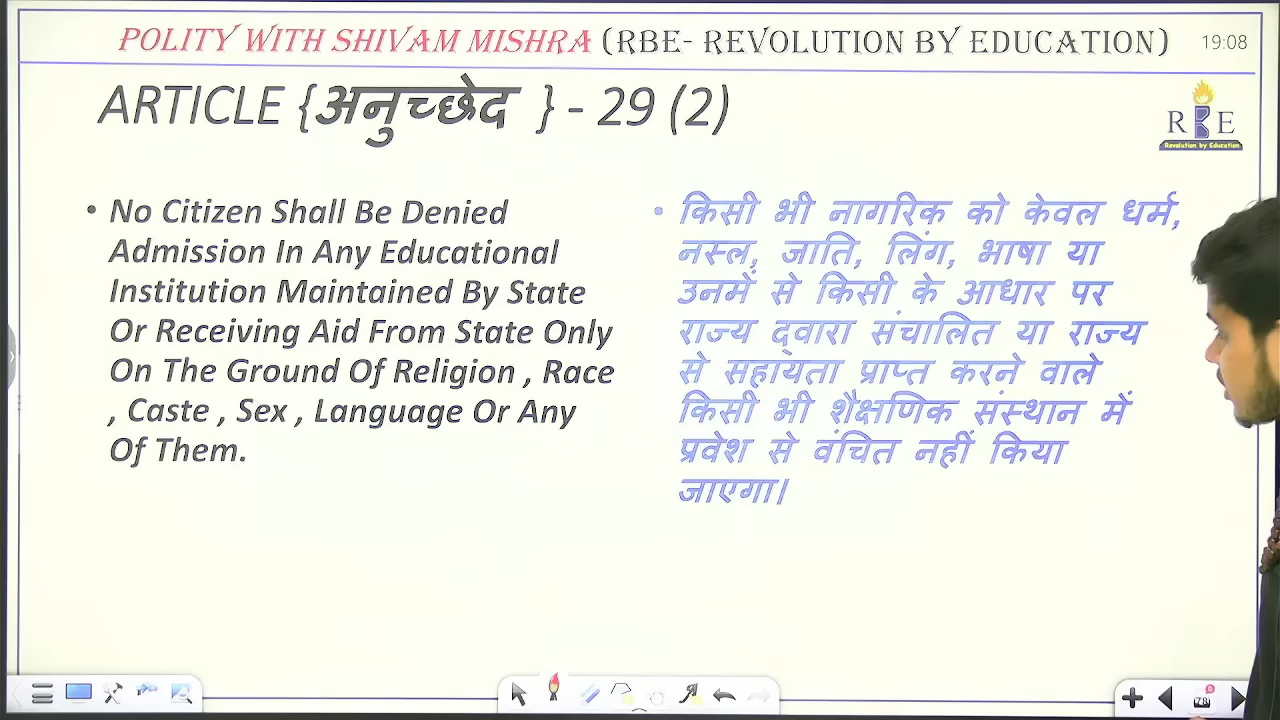 POLITY WITH SHIVAM MISHRA (RBE- REVOLUTION BY EDUCATION)
19:08
ARTICLE {अनुच्छेद } - 29 (2)
R B E
Revolution by Education
• No Citizen Shall Be Denied
Admission In Any Educational
Institution Maintained By State
Or Receiving Aid From State Only
On The Ground Of Religion , Race
, Caste , Sex , Language Or Any
Of Them.
• किसी भी नागरिक को केवल धर्म,
नस्ल, जाति, लिंग, भाषा या
उनमें से किसी के आधार पर
राज्य द्वारा संचालित या राज्य
से सहायता प्राप्त करने वाले
किसी भी शैक्षणिक संस्थान में
प्रवेश से वंचित नहीं किया
जाएगा।